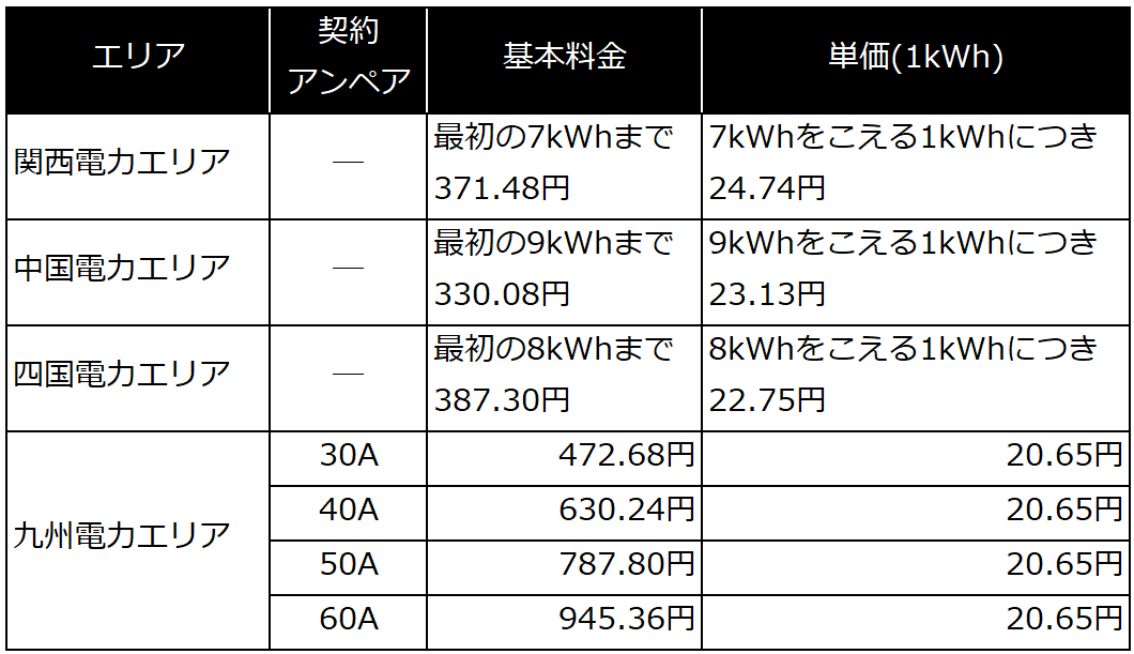 エリア
契約
アンペア
基本料金
単価(1kWh)
関西電力エリア
―
最初の7kWhまで
371.48円
7kWhをこえる1kWhにつき
24.74円
中国電力エリア
―
最初の9kWhまで
330.08円
9kWhをこえる1kWhにつき
23.13円
四国電力エリア
―
最初の8kWhまで
387.30円
8kWhをこえる1kWhにつき
22.75円
九州電力エリア
30A 472.68円 20.65円
40A 630.24円 20.65円
50A 787.80円 20.65円
60A 945.36円 20.65円